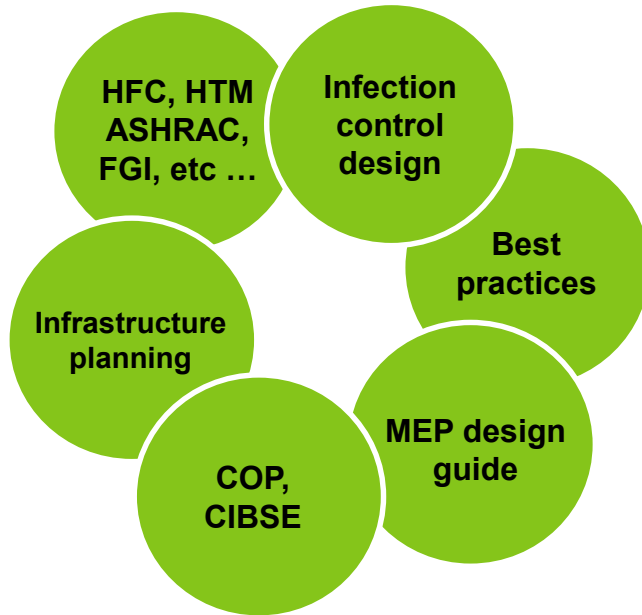 HFC, HTM
ASHRAC,
FGI, etc …
Infection
control
design
Best
practices
MEP design
guide
COP,
CIBSE
Infrastructure
planning